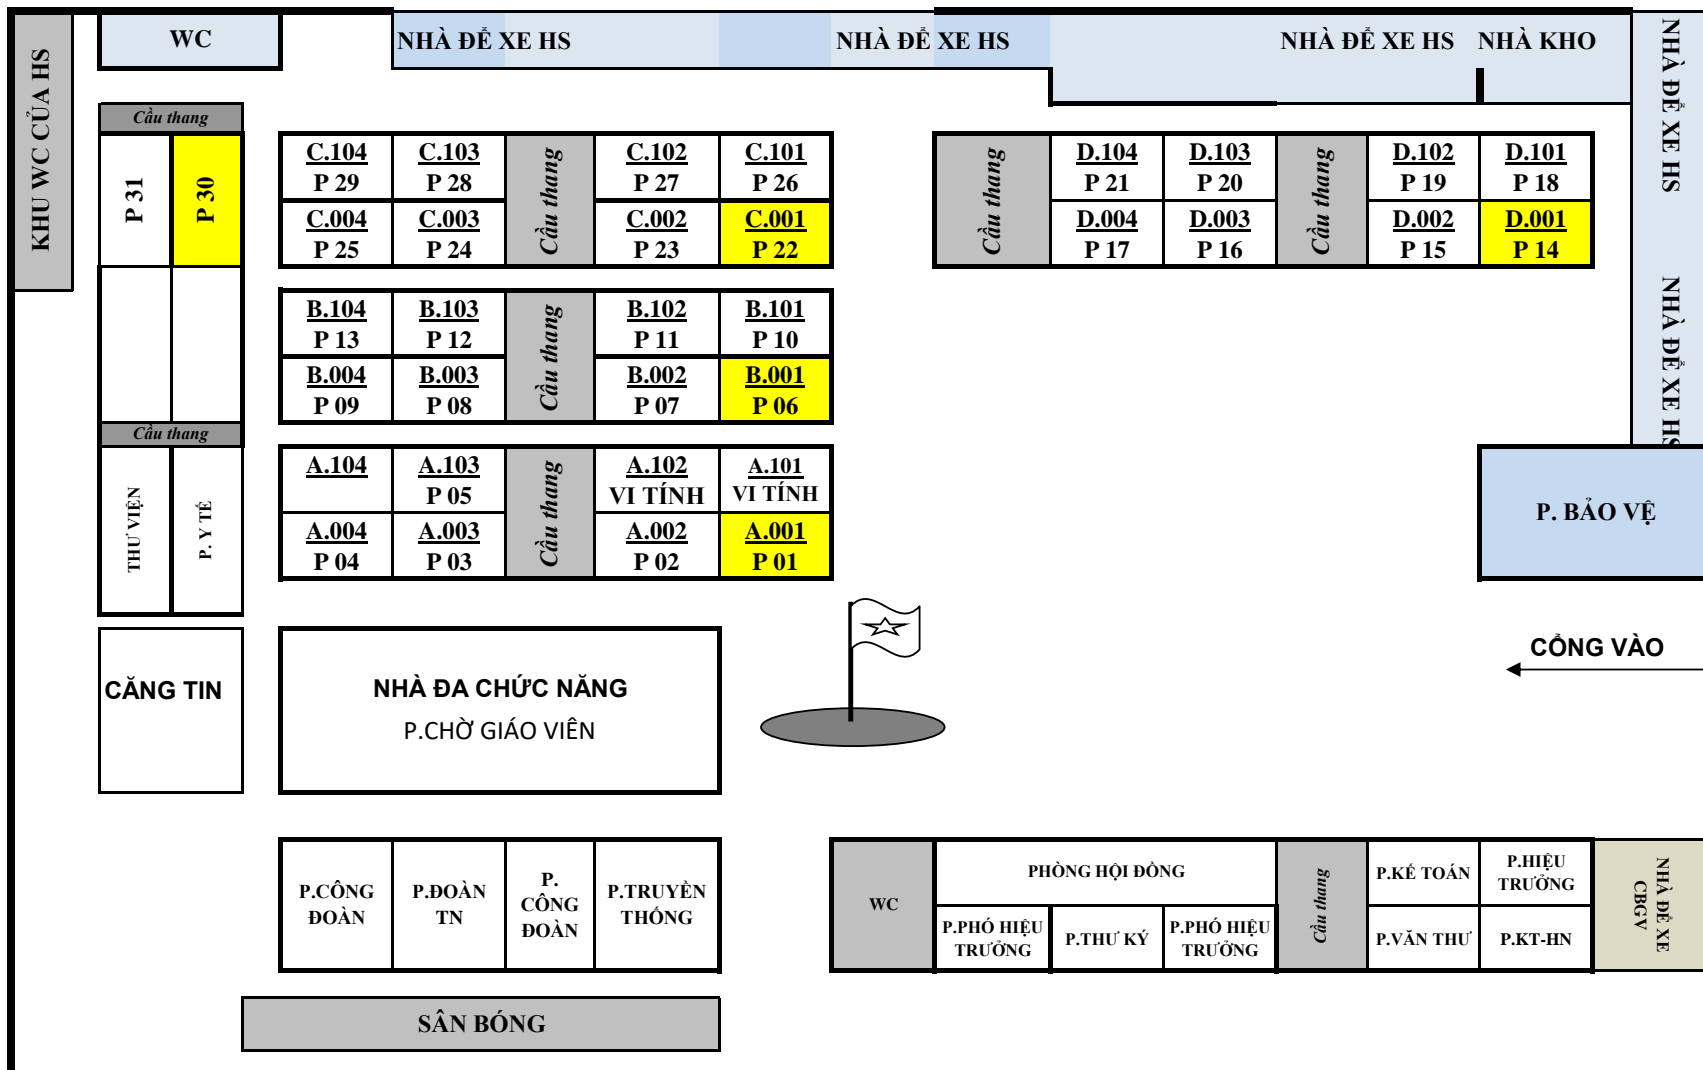 WC
NHÀ ĐỂ XE HS
NHÀ ĐỂ XE HS
NHÀ ĐỂ XE HS
NHÀ KHO
NHÀ ĐỂ XE HS
NHÀ ĐỂ XE HS
KHU WC CỦA HS
Cầu thang
P 31
P 30
C.104
P 29
C.103
P 28
Cầu thang
C.102
P 27
C.101
P 26
C.004
P 25
C.003
P 24
C.002
P 23
C.001
P 22
Cầu thang
D.104
P 21
D.103
P 20
Cầu thang
D.102
P 19
D.101
P 18
D.004
P 17
D.003
P 16
D.002
P 15
D.001
P 14
B.104
P 13
B.103
P 12
Cầu thang
B.102
P 11
B.101
P 10
B.004
P 09
B.003
P 08
B.002
P 07
B.001
P 06
Cầu thang
THƯ VIỆN
P. Y TẾ
A.104
A.103
P 05
Cầu thang
A.102
VI TÍNH
A.101
VI TÍNH
A.004
P 04
A.003
P 03
A.002
P 02
A.001
P 01
P. BẢO VỆ
CỔNG VÀO
CĂNG TIN
NHÀ ĐA CHỨC NĂNG
P.CHỜ GIÁO VIÊN
P.CÔNG
ĐOÀN
P.ĐOÀN
TN
P.
CÔNG
ĐOÀN
P.TRUYỀN
THỐNG
WC
PHÒNG HỘI ĐỒNG
Cầu thang
P.KẾ TOÁN
P.HIỆU
TRƯỞNG
P.PHÓ HIỆU
TRƯỞNG
P.THƯ KÝ
P.PHÓ HIỆU
TRƯỞNG
P.VĂN THƯ
P.KT-HN
NHÀ ĐỂ XE
CBGV
SÂN BÓNG